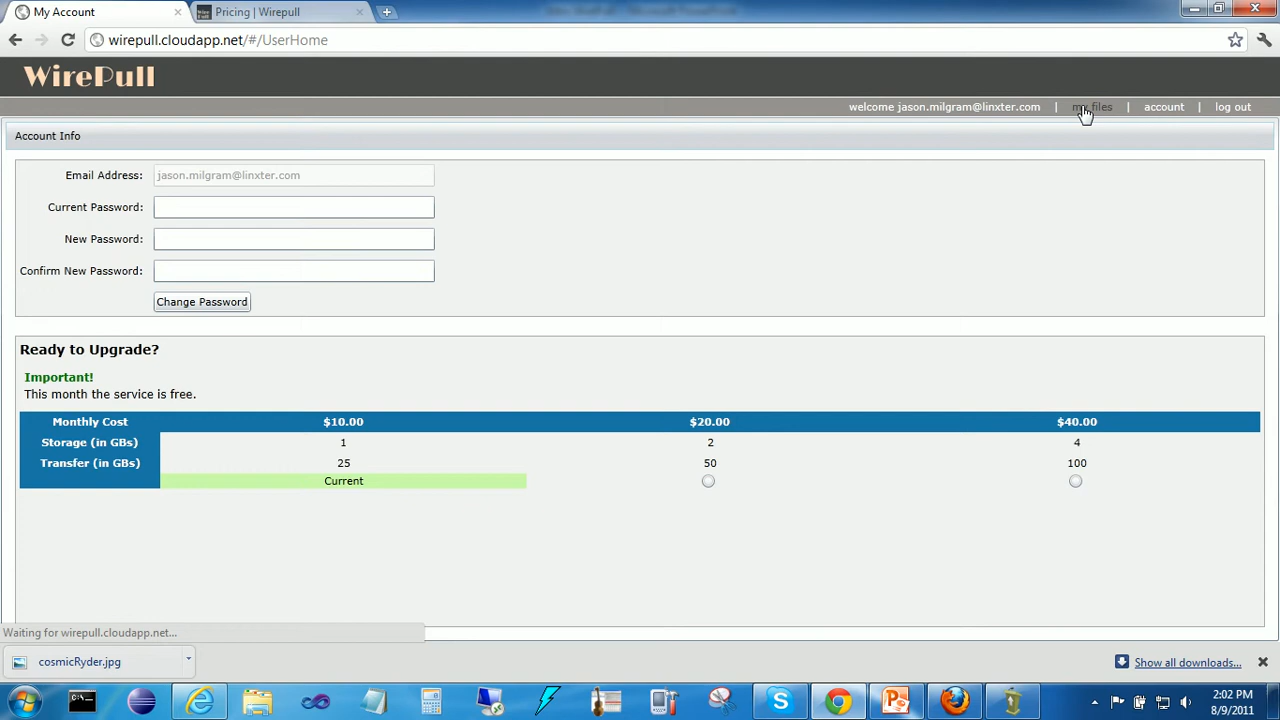 My Account
Pricing | Wirepull
wirepull.cloudapp.net/#/UserHome
WirePull
welcome jason.milgram@linxter.com | my files | account | log out
Account Info
Email Address: jason.milgram@linxter.com
Current Password:
New Password:
Confirm New Password:
Change Password
Ready to Upgrade?
Important!
This month the service is free.
Monthly Cost $10.00 $20.00 $40.00
Storage (in GBs) 1 2 4
Transfer (in GBs) 25 50 100
Current
Waiting for wirepull.cloudapp.net...
cosmicRyder.jpg
Show all downloads...
2:02 PM
8/9/2011